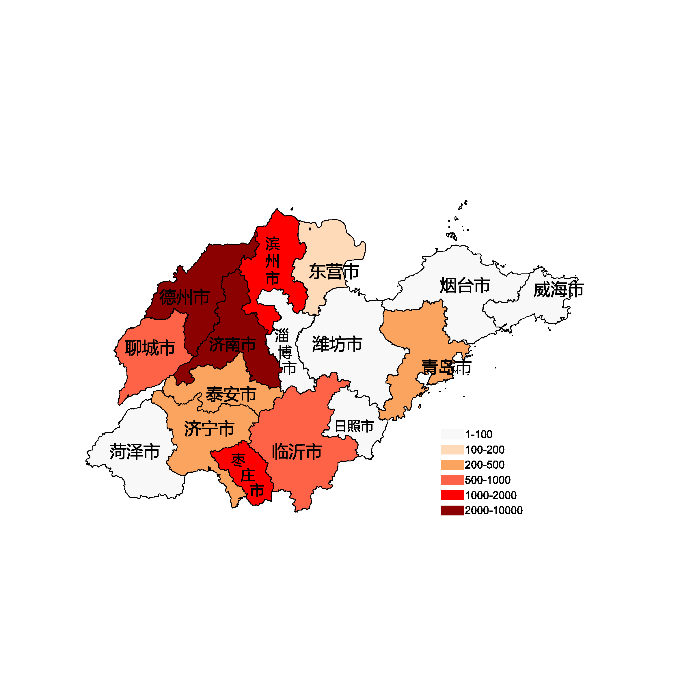 滨州市
东营市
烟台市
威海市
德州市
淄博市
聊城市
济南市
潍坊市
青岛市
泰安市
济宁市
日照市
菏泽市
临沂市
枣庄市
1-100
100-200
200-500
500-1000
1000-2000
2000-10000